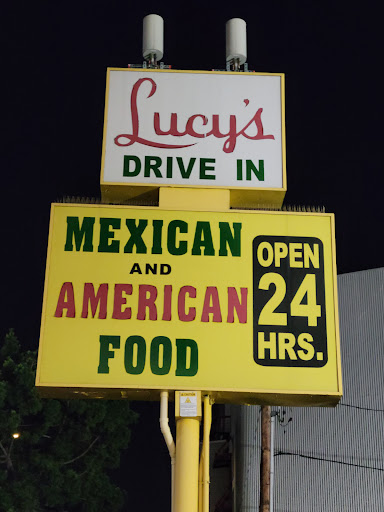 Lucy's
DRIVE IN
MEXICAN
AND
AMERICAN
FOOD
OPEN
24
HRS.